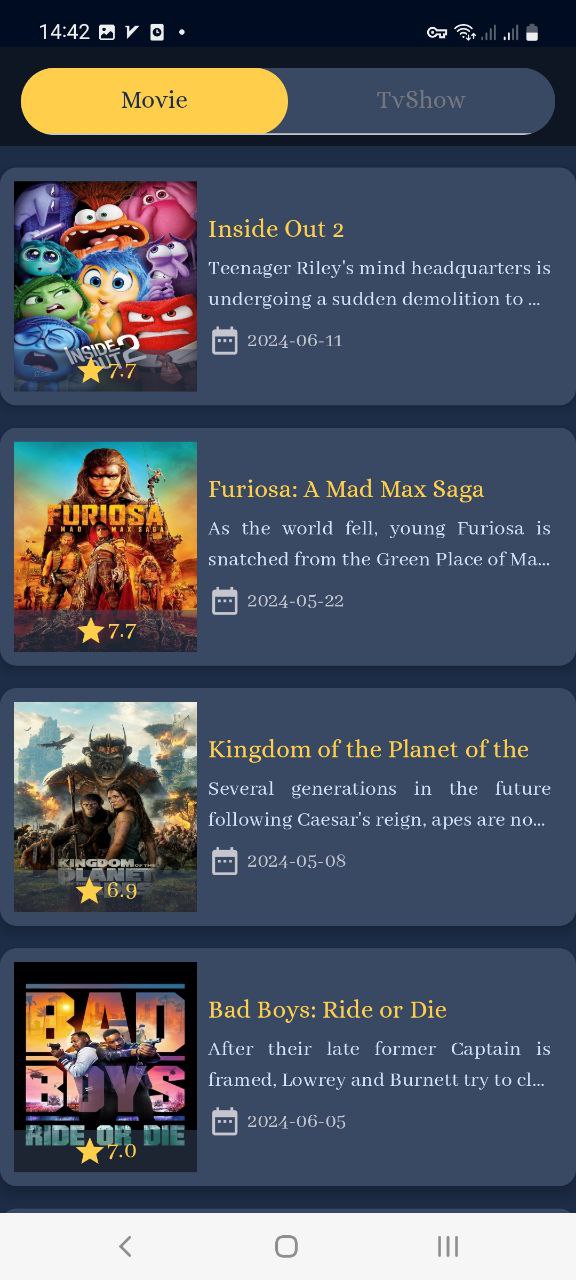 14:42
Movie
TvShow
INSIDE
OUT 2
7.7
Inside Out 2
Teenager Riley's mind headquarters is
undergoing a sudden demolition to ...
2024-06-11
FURIOSA
A MAD MAX SAGA
7.7
Furiosa: A Mad Max Saga
As the world fell, young Furiosa is
snatched from the Green Place of Ma...
2024-05-22
KINGDOM OF THE
PLANET
6.9
Kingdom of the Planet of the
Several generations in the future
following Caesar's reign, apes are no...
2024-05-08
BAD
BOYS
RIDE OR DIE
7.0
Bad Boys: Ride or Die
After their late former Captain is
framed, Lowrey and Burnett try to cl...
2024-06-05